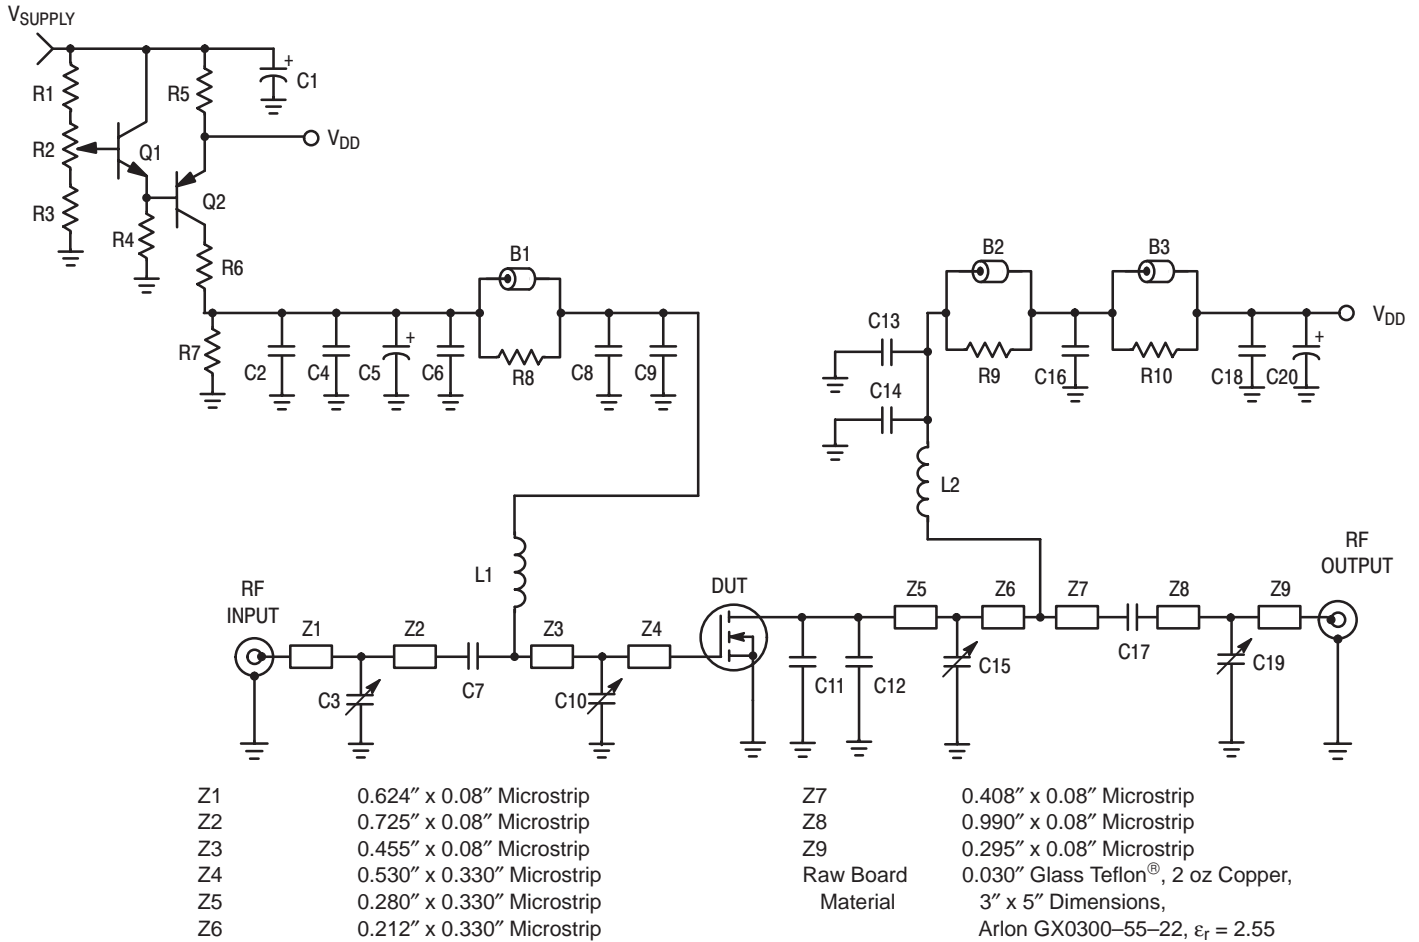 V_SUPPLY
C1
R1
R5
V_DD
R2
Q1
Q2
R3
R4
R6
B1
B2
B3
C13
V_DD
R7
C2
C4
C5
C6
R8
C8
C9
R9
C16
R10
C18
C20
C14
L2
L1
RF
INPUT
DUT
RF
OUTPUT
Z1
Z2
Z3
Z4
Z5
Z6
Z7
Z8
Z9
C3
C7
C10
C11
C12
C15
C17
C19
+
+
+
Z1 0.624″ x 0.08″ Microstrip
Z2 0.725″ x 0.08″ Microstrip
Z3 0.455″ x 0.08″ Microstrip
Z4 0.530″ x 0.330″ Microstrip
Z5 0.280″ x 0.330″ Microstrip
Z6 0.212″ x 0.330″ Microstrip
Z7 0.408″ x 0.08″ Microstrip
Z8 0.990″ x 0.08″ Microstrip
Z9 0.295″ x 0.08″ Microstrip
Raw Board 0.030″ Glass Teflon®, 2 oz Copper,
Material 3″ x 5″ Dimensions,
Arlon GX0300–55–22, εr = 2.55